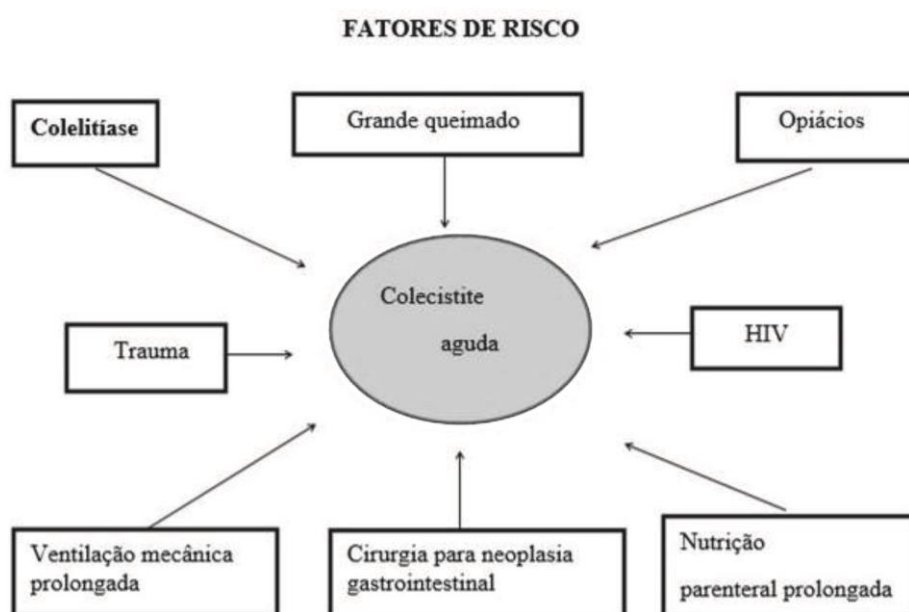 FATORES DE RISCO
Colelitíase
Grande queimado
Opiácios
Colecistite
aguda
Trauma
HIV
Ventilação mecânica
prolongada
Cirurgia para neoplasia
gastrointestinal
Nutrição
parenteral prolongada